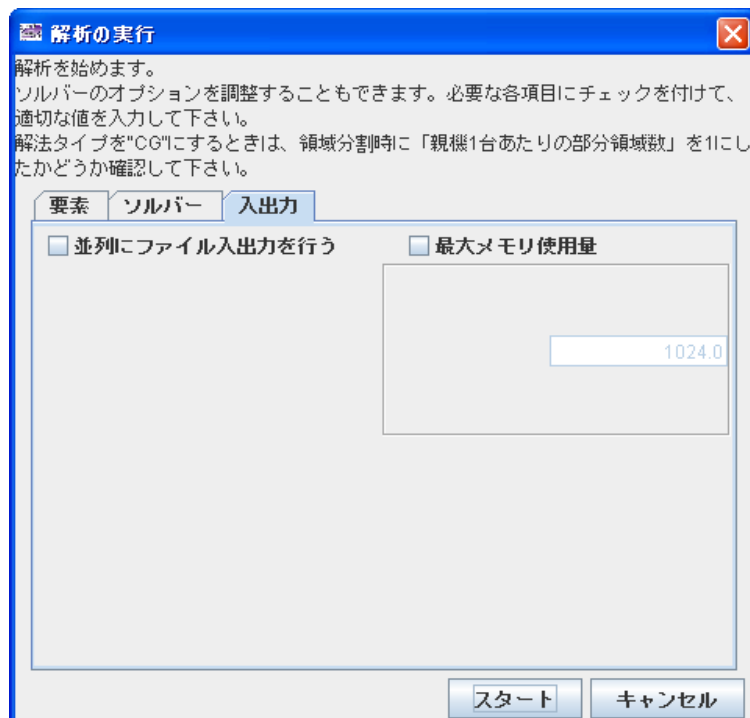 解析の実行
解析を始めます。
ソルバーのオプションを調整することもできます。必要な各項目にチェックを付けて、
適切な値を入力して下さい。
解法タイプを"CG"にするときは、領域分割時に「親機1台あたりの部分領域数」を1にし
たかどうか確認して下さい。
要素 ソルバー 入出力
並列にファイル入出力を行う 最大メモリ使用量
1024.0
スタート キャンセル